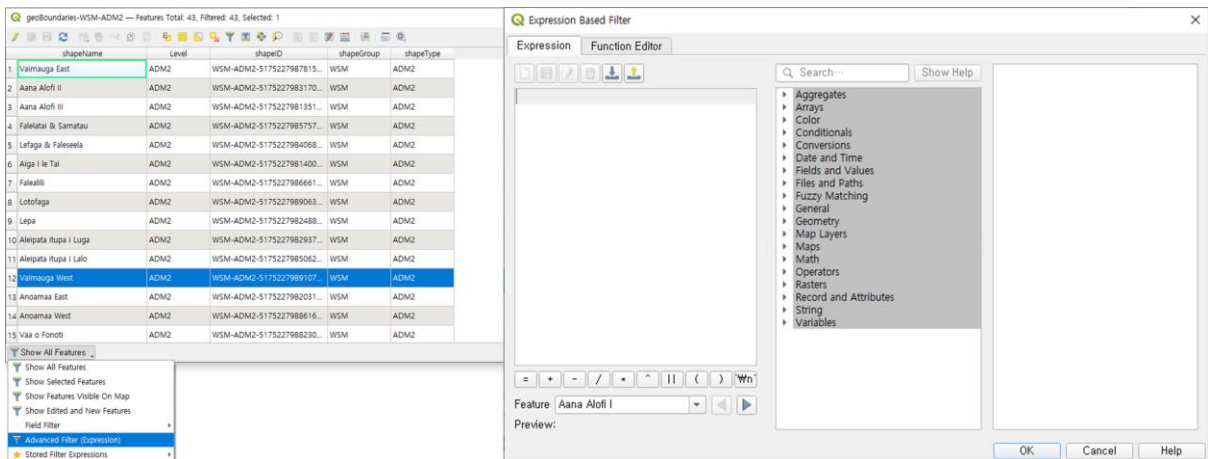 geoBoundaries-WSM-ADM2 — Features Total: 43, Filtered: 43, Selected: 1
shapeName Level shapeID shapeGroup shapeType
1 Vaimauga East ADM2 WSM-ADM2-5175227987815... WSM ADM2
2 Aana Alofi II ADM2 WSM-ADM2-5175227983170... WSM ADM2
3 Aana Alofi III ADM2 WSM-ADM2-5175227981351... WSM ADM2
4 Falelatai & Samatau ADM2 WSM-ADM2-5175227985757... WSM ADM2
5 Lefaga & Faleseela ADM2 WSM-ADM2-5175227984068... WSM ADM2
6 Aiga i le Tai ADM2 WSM-ADM2-5175227981400... WSM ADM2
7 Falealili ADM2 WSM-ADM2-5175227986661... WSM ADM2
8 Lotofaga ADM2 WSM-ADM2-5175227989063... WSM ADM2
9 Lepa ADM2 WSM-ADM2-5175227982488... WSM ADM2
10 Aleipata Itupa i Luga ADM2 WSM-ADM2-5175227982937... WSM ADM2
11 Aleipata Itupa i Lalo ADM2 WSM-ADM2-5175227985062... WSM ADM2
12 Vaimauga West ADM2 WSM-ADM2-5175227989107... WSM ADM2
13 Anoamaa East ADM2 WSM-ADM2-5175227982031... WSM ADM2
14 Anoamaa West ADM2 WSM-ADM2-5175227988616... WSM ADM2
15 Vaa o Fonoti ADM2 WSM-ADM2-5175227988230... WSM ADM2
Show All Features
Show All Features
Show Selected Features
Show Features Visible On Map
Show Edited and New Features
Field Filter
Advanced Filter (Expression)
Stored Filter Expressions
Expression Based Filter
Expression Function Editor
Search… Show Help
Aggregates
Arrays
Color
Conditionals
Conversions
Date and Time
Fields and Values
Files and Paths
Fuzzy Matching
General
Geometry
Map Layers
Maps
Math
Operators
Rasters
Record and Attributes
String
Variables
= + - / * ^ || ( ) '₩n'
Feature Aana Alofi I
Preview:
OK Cancel Help